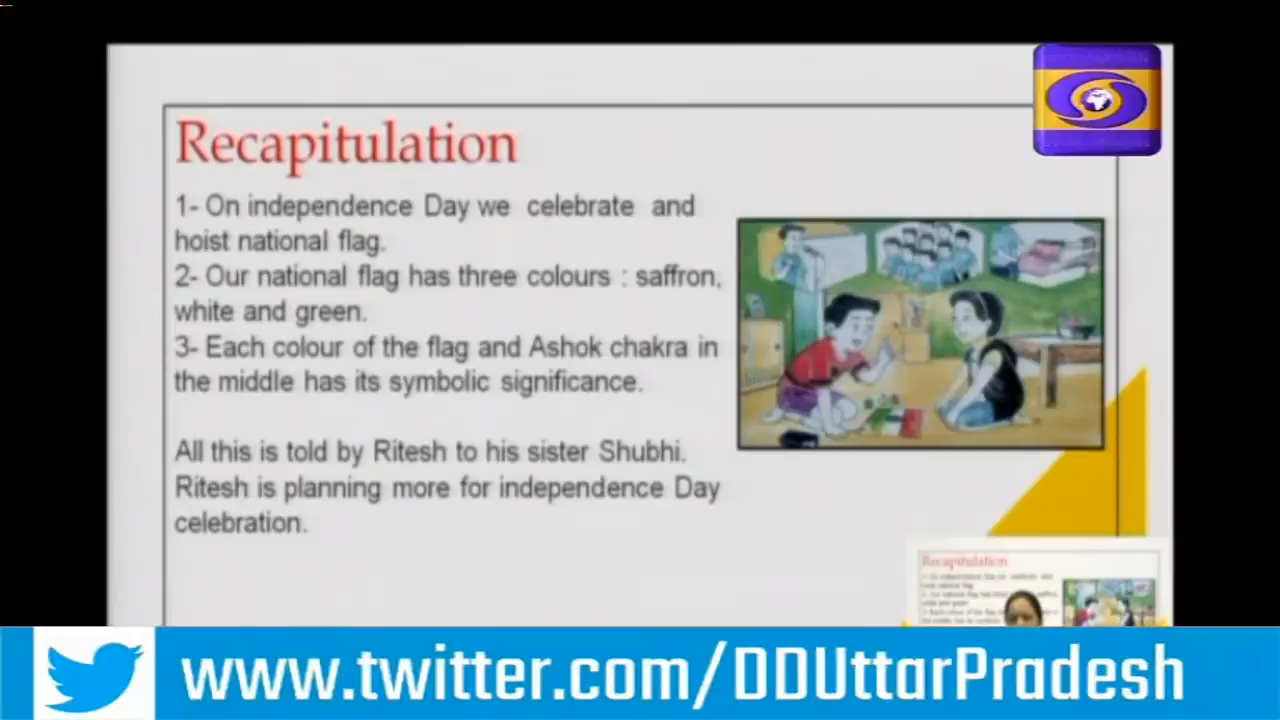 Recapitulation
1- On independence Day we celebrate and
hoist national flag.
2- Our national flag has three colours : saffron,
white and green.
3- Each colour of the flag and Ashok chakra in
the middle has its symbolic significance.
All this is told by Ritesh to his sister Shubhi.
Ritesh is planning more for independence Day
celebration.
Recapitulation
www.twitter.com/DDUttarPradesh